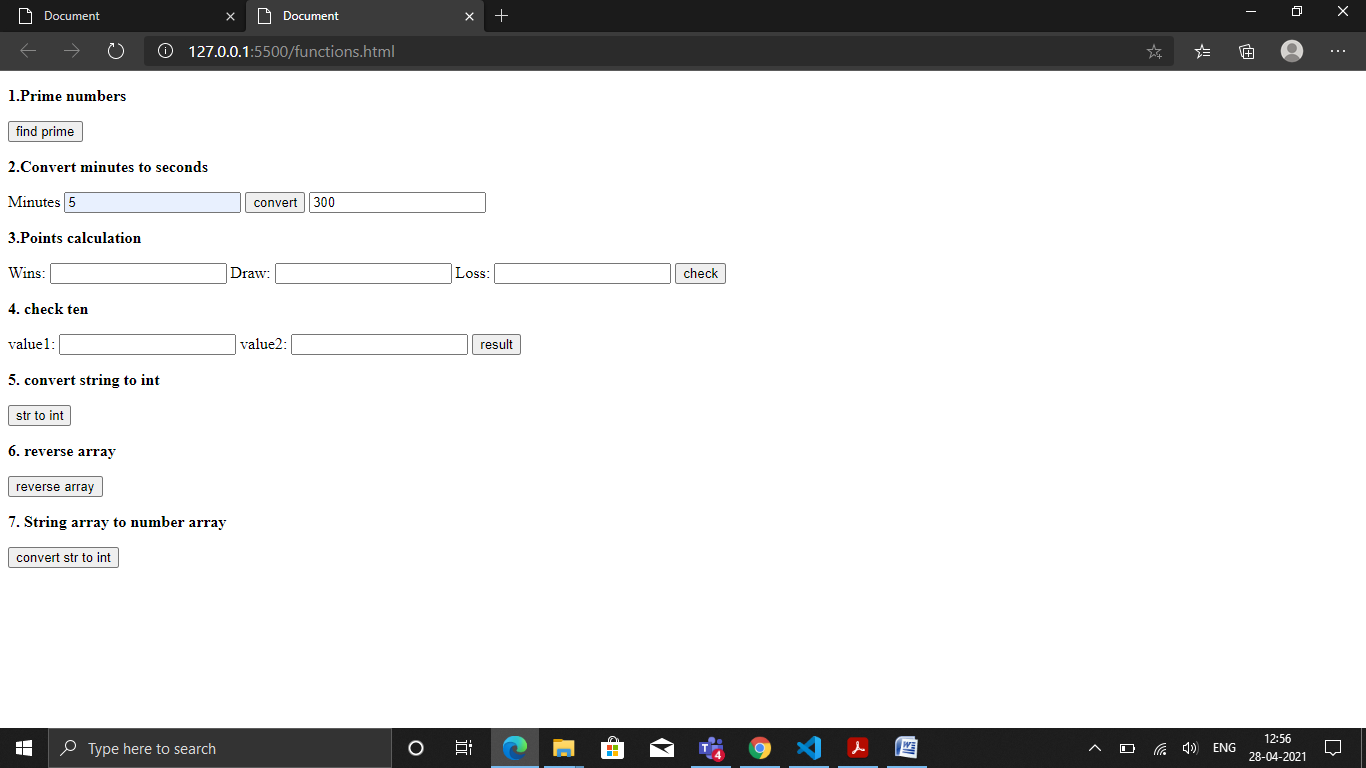 Document Document
127.0.0.1:5500/functions.html
1.Prime numbers
find prime
2.Convert minutes to seconds
Minutes 5 convert 300
3.Points calculation
Wins: Draw: Loss: check
4. check ten
value1: value2: result
5. convert string to int
str to int
6. reverse array
reverse array
7. String array to number array
convert str to int
Type here to search 4 ENG 12:56
28-04-2021